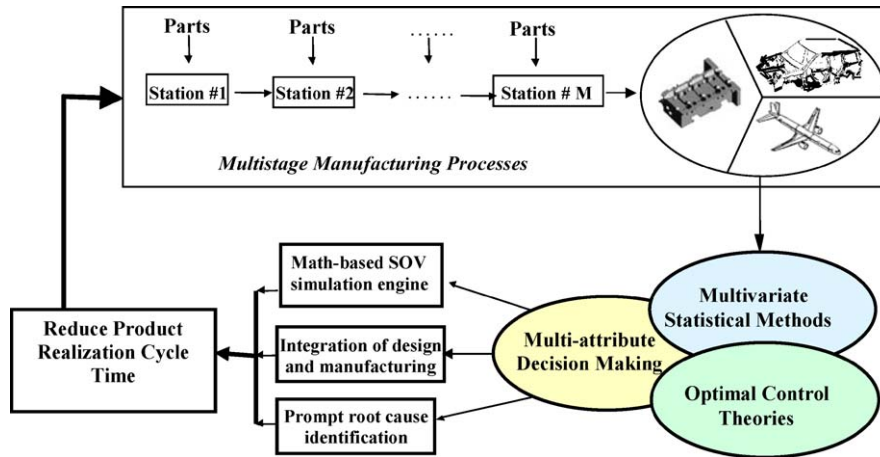 Parts
Parts
......
Parts
Station #1
Station #2
......
Station # M
Multistage Manufacturing Processes
Math-based SOV
simulation engine
Multivariate
Statistical Methods
Reduce Product
Realization Cycle
Time
Integration of design
and manufacturing
Multi-attribute
Decision Making
Optimal Control
Theories
Prompt root cause
identification